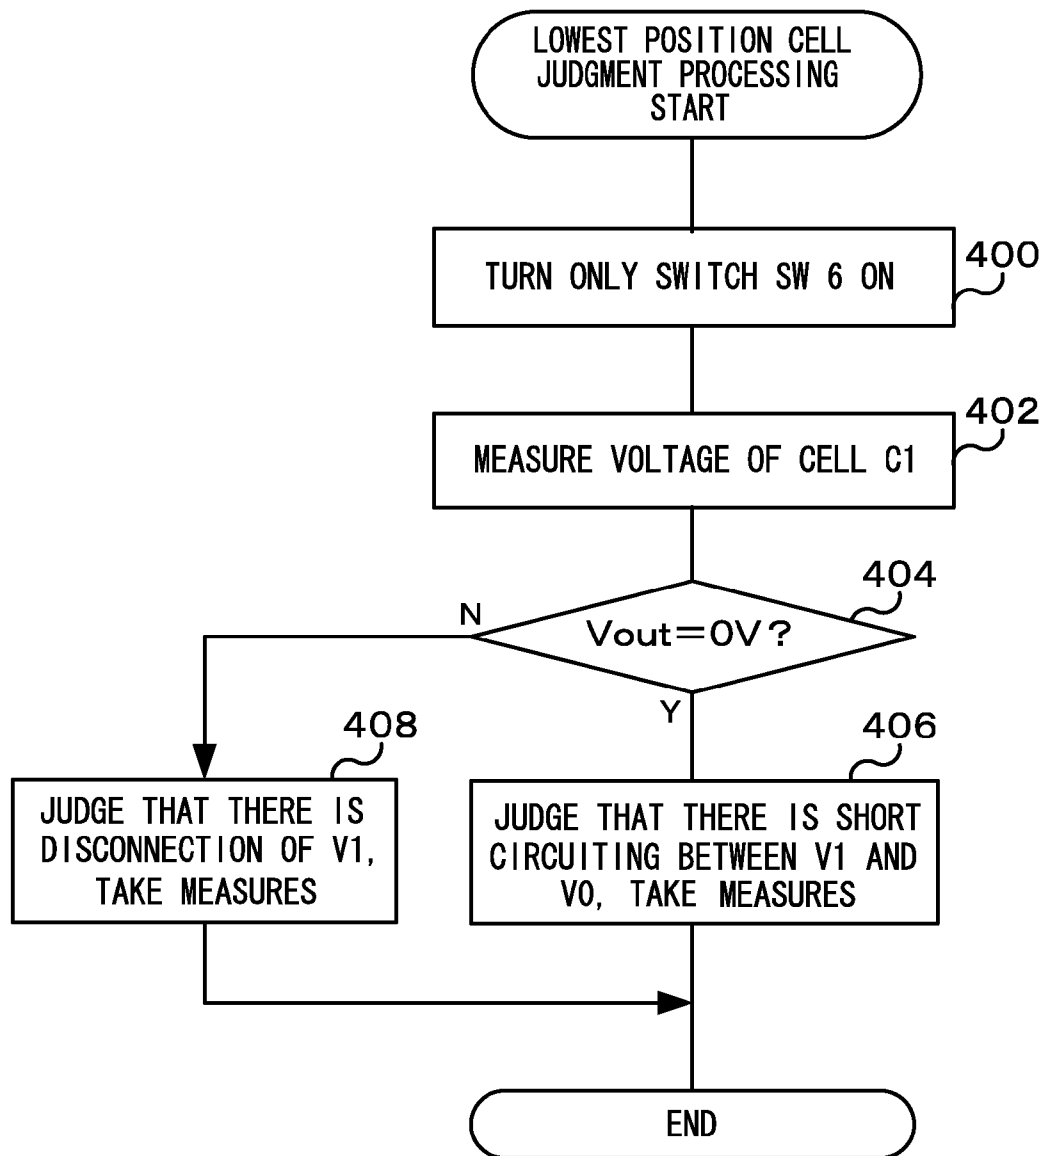 LOWEST POSITION CELL
JUDGMENT PROCESSING
START
400
TURN ONLY SWITCH SW 6 ON
402
MEASURE VOLTAGE OF CELL C1
404
N
Vout=0V?
Y
408
406
JUDGE THAT THERE IS
DISCONNECTION OF V1,
TAKE MEASURES
JUDGE THAT THERE IS SHORT
CIRCUITING BETWEEN V1 AND
V0, TAKE MEASURES
END